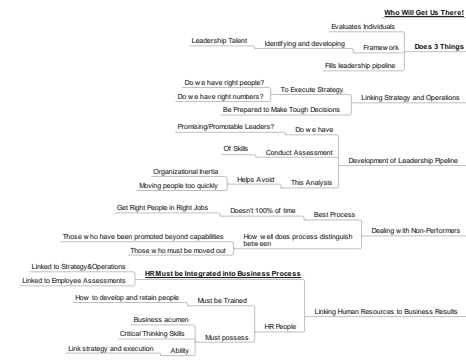 Who Will Get Us There!
Evaluates Individuals
Leadership Talent
Identifying and developing
Framework
Does 3 Things
Fills leadership pipeline
Do we have right people?
To Execute Strategy
Do we have right numbers?
Linking Strategy and Operations
Be Prepared to Make Tough Decisions
Promising/Promotable Leaders?
Do we have
Of Skills
Conduct Assessment
Development of Leadership Pipeline
Organizational Inertia
Helps Avoid
This Analysis
Moving people too quickly
Get Right People in Right Jobs
Doesn't 100% of time
Best Process
Dealing with Non-Performers
Those who have been promoted beyond capabilities
How well does process distinguish
between
Those who must be moved out
Linked to Strategy&Operations
HR Must be Integrated into Business Process
Linked to Employee Assessments
How to develop and retain people
Must be Trained
Linking Human Resources to Business Results
HR People
Business acumen
Critical Thinking Skills
Must possess
Link strategy and execution
Ability